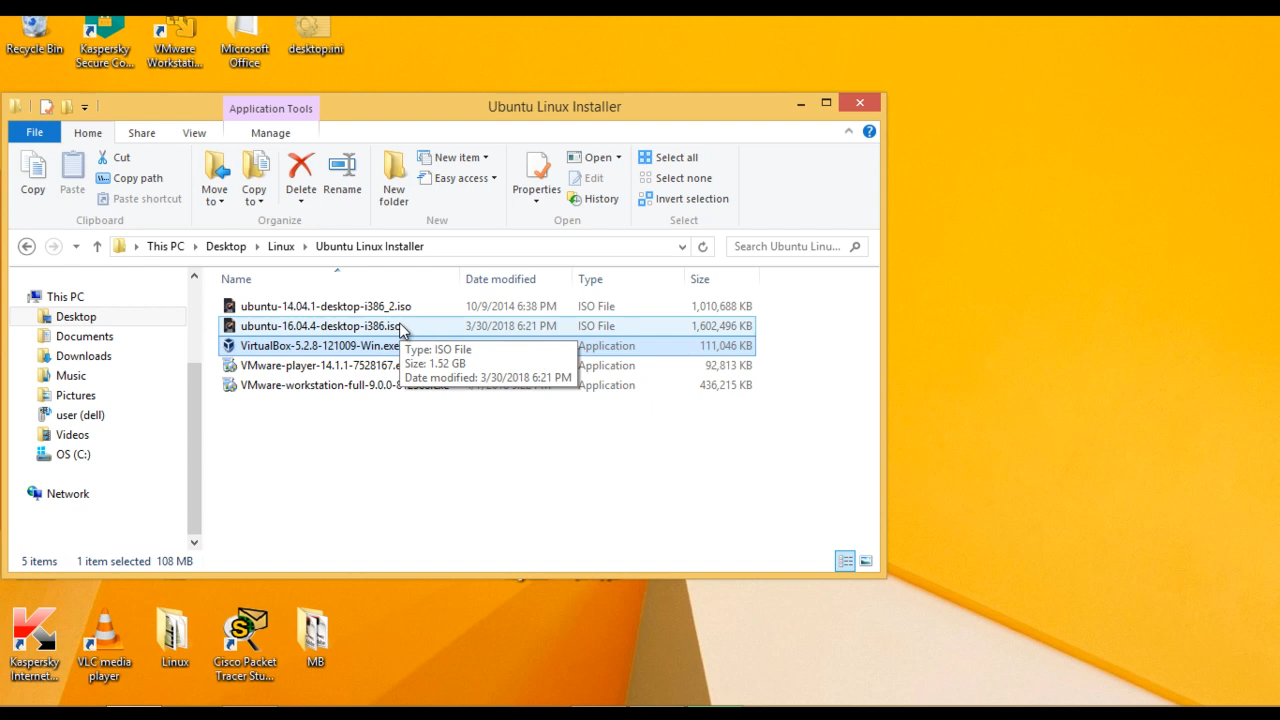 Recycle Bin
Kaspersky
Secure Co...
VMware
Workstati...
Microsoft
Office
desktop.ini
Application Tools
Ubuntu Linux Installer
File
Home
Share
View
Manage
Copy
Paste
Cut
Copy path
Paste shortcut
Clipboard
Move
to
Copy
to
Delete
Rename
Organize
New
folder
New item
Easy access
New
Properties
Open
Edit
History
Open
Select all
Select none
Invert selection
Select
This PC
Desktop
Linux
Ubuntu Linux Installer
Search Ubuntu Linu...
Name
Date modified
Type
Size
This PC
Desktop
Documents
Downloads
Music
Pictures
user (dell)
Videos
OS (C:)
Network
ubuntu-14.04.1-desktop-i386_2.iso 10/9/2014 6:38 PM ISO File 1,010,688 KB
ubuntu-16.04.4-desktop-i386.iso 3/30/2018 6:21 PM ISO File 1,602,496 KB
VirtualBox-5.2.8-121009-Win.exe Application 111,046 KB
VMware-player-14.1.1-7528167.e Application 92,813 KB
VMware-workstation-full-9.0.0-8 Application 436,215 KB
Type: ISO File
Size: 1.52 GB
Date modified: 3/30/2018 6:21 PM
5 items 1 item selected 108 MB
Kaspersky
Internet...
VLC media
player
Linux
Cisco Packet
Tracer Stu...
MB